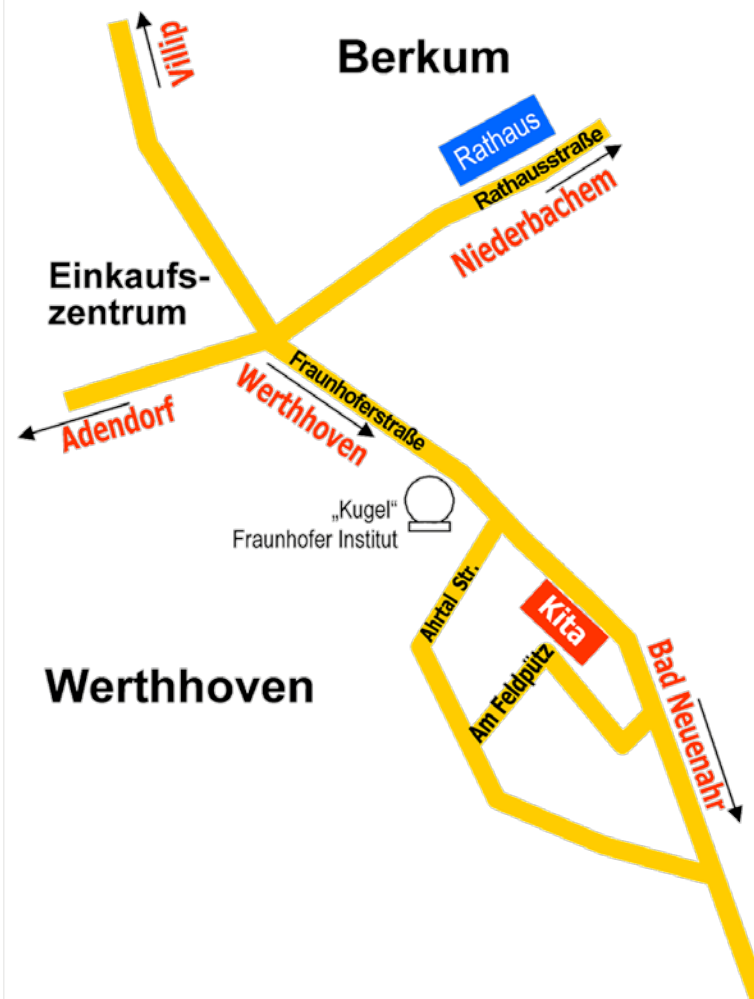 Villip
Berkum
Rathaus
Rathausstraße
Niederbachem
Einkaufs-
zentrum
Fraunhoferstraße
Werthhoven
Adendorf
„Kugel“
Fraunhofer Institut
Ahrtal Str.
Kita
Am Feldpütz
Bad Neuenahr
Werthhoven